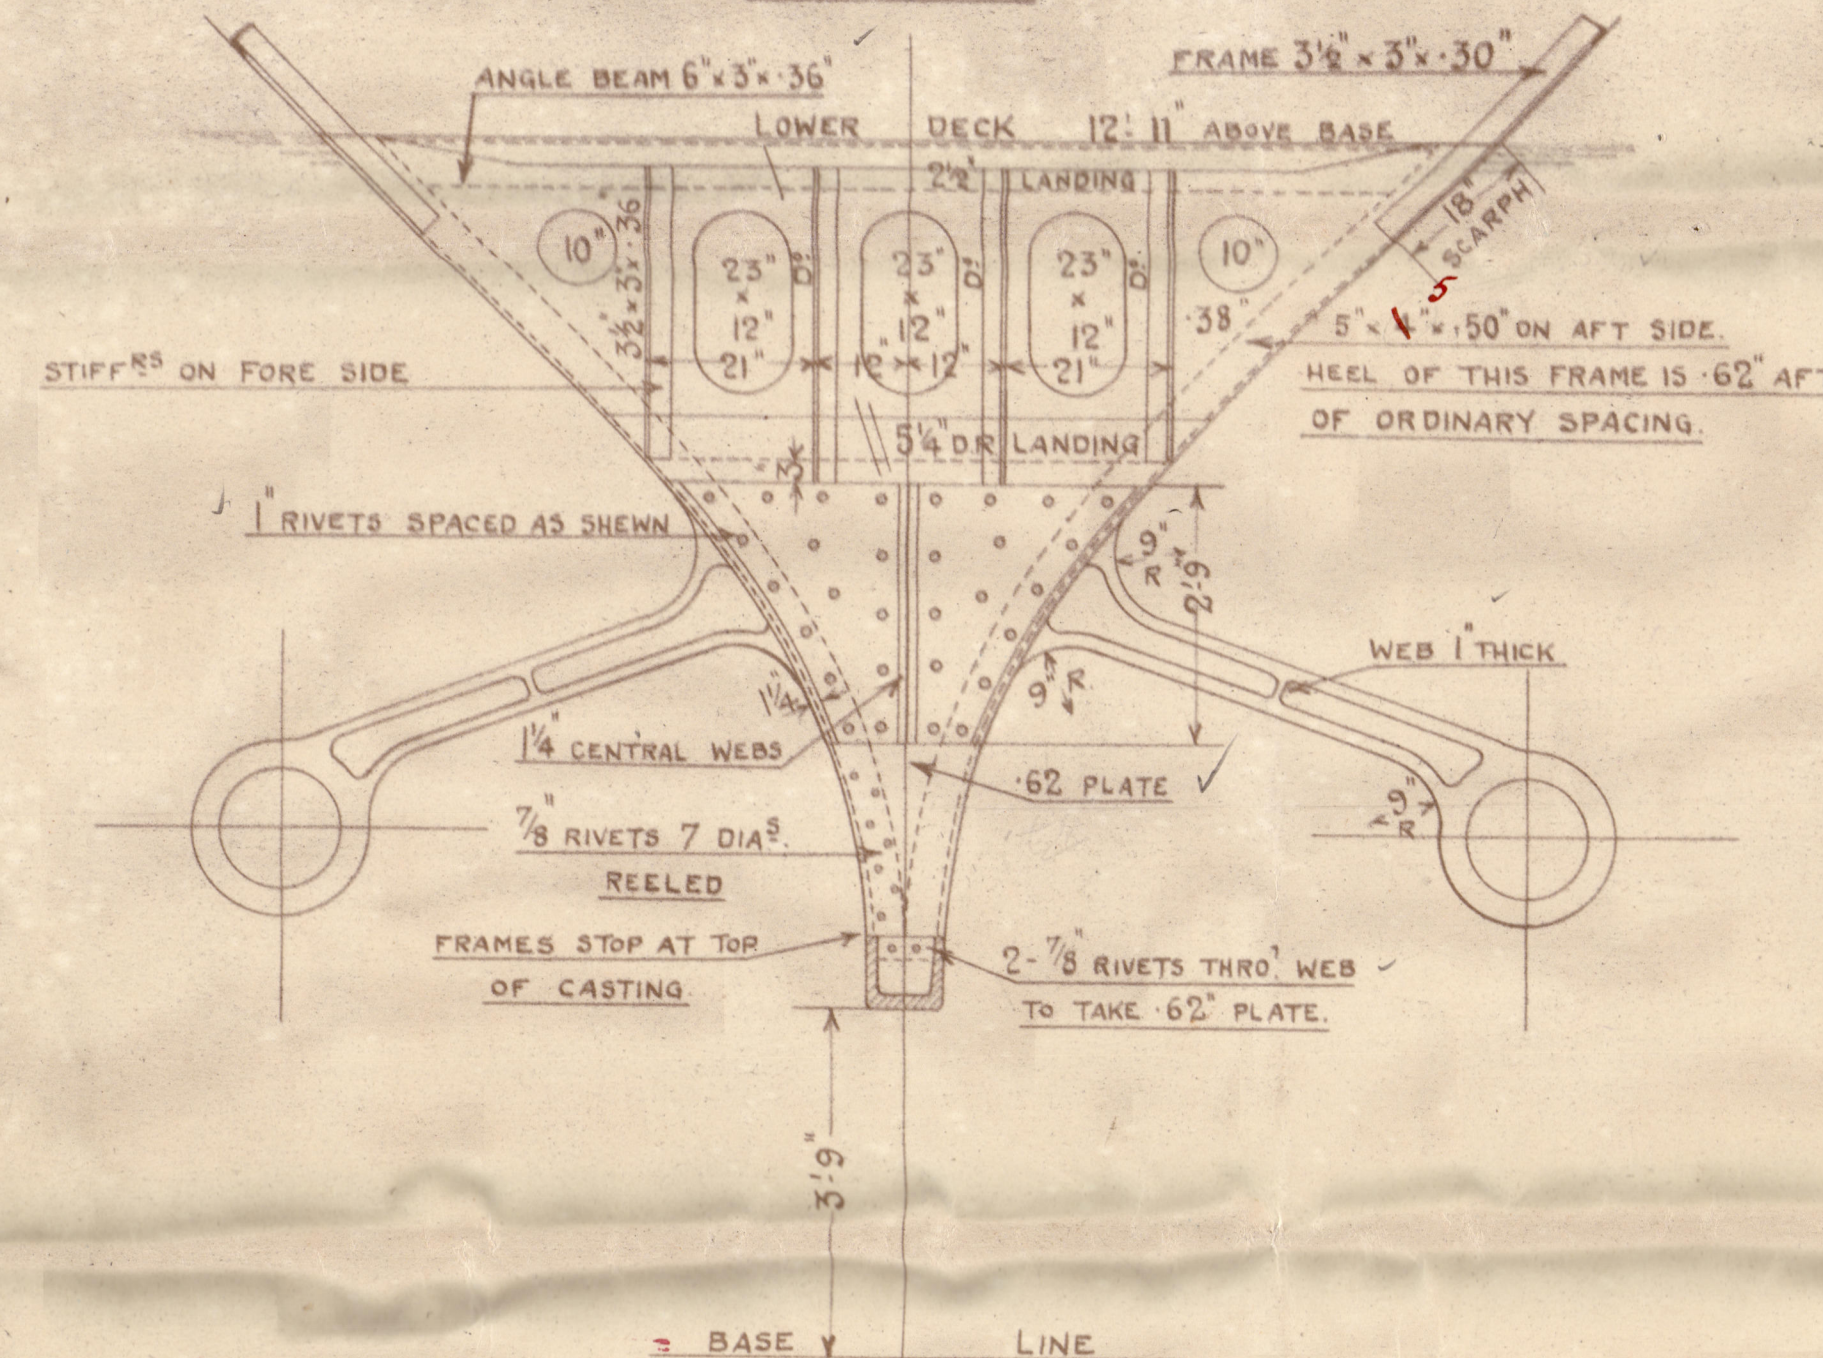 FRAME 3½" × 3" × .30"
ANGLE BEAM 6" × 3" × .36"
LOWER DECK 12'. 11" ABOVE BASE
2½" LANDING
18"
SCARPH
10"
3½" × 3" × .36"
23"
×
12"
Dº.
23"
×
12"
Dº.
23"
×
12"
Dº.
10"
.38"
5
5" × 4" × .50" ON AFT SIDE.
HEEL OF THIS FRAME IS .62" AFT
OF ORDINARY SPACING.
21"
12"
12"
21"
STIFFRS ON FORE SIDE
5¼" D.R LANDING
1" RIVETS SPACED AS SHEWN
9"
R
2'-9"
WEB 1" THICK
9"
R.
1¼"
1¼" CENTRAL WEBS
.62 PLATE
9"
R
⅞" RIVETS 7 DIAS.
REELED
FRAMES STOP AT TOP
OF CASTING.
2-⅞" RIVETS THRO' WEB
TO TAKE .62" PLATE.
3'-9"
BASE LINE